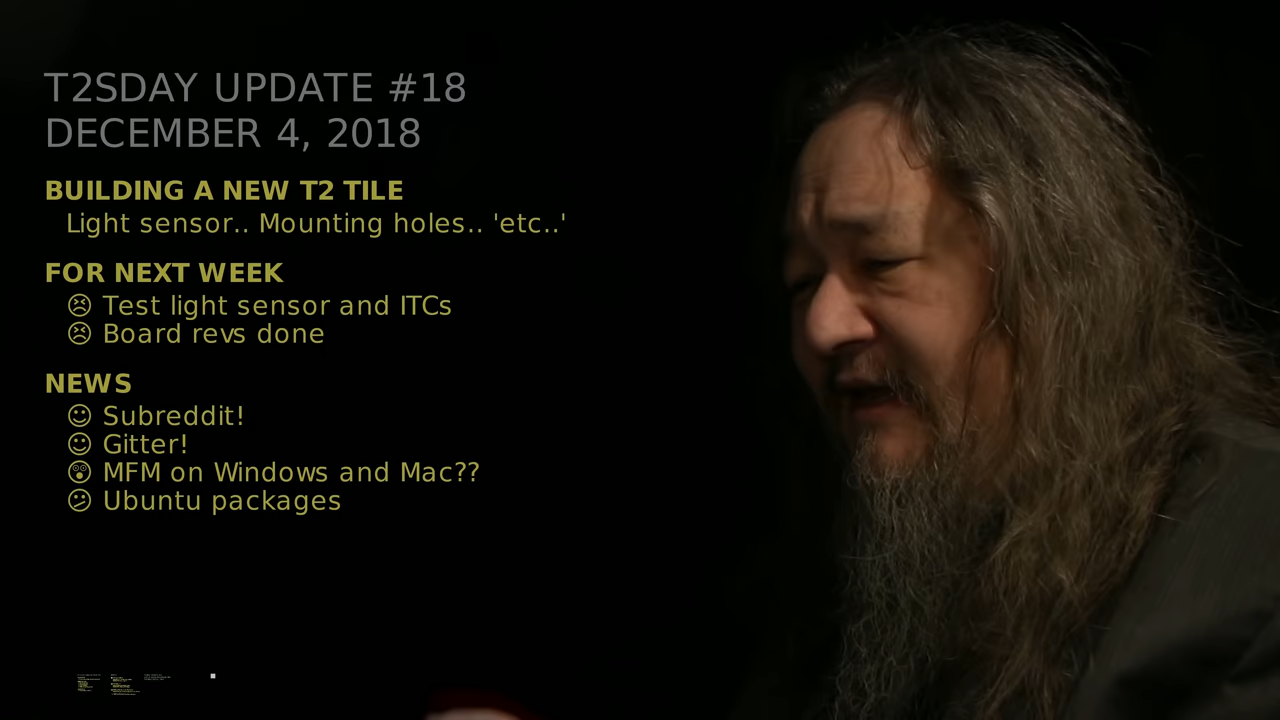 T2SDAY UPDATE #18
DECEMBER 4, 2018
BUILDING A NEW T2 TILE
Light sensor.. Mounting holes.. 'etc..'
FOR NEXT WEEK
☹ Test light sensor and ITCs
☹ Board revs done
NEWS
☺ Subreddit!
☺ Gitter!
😲 MFM on Windows and Mac??
🫤 Ubuntu packages